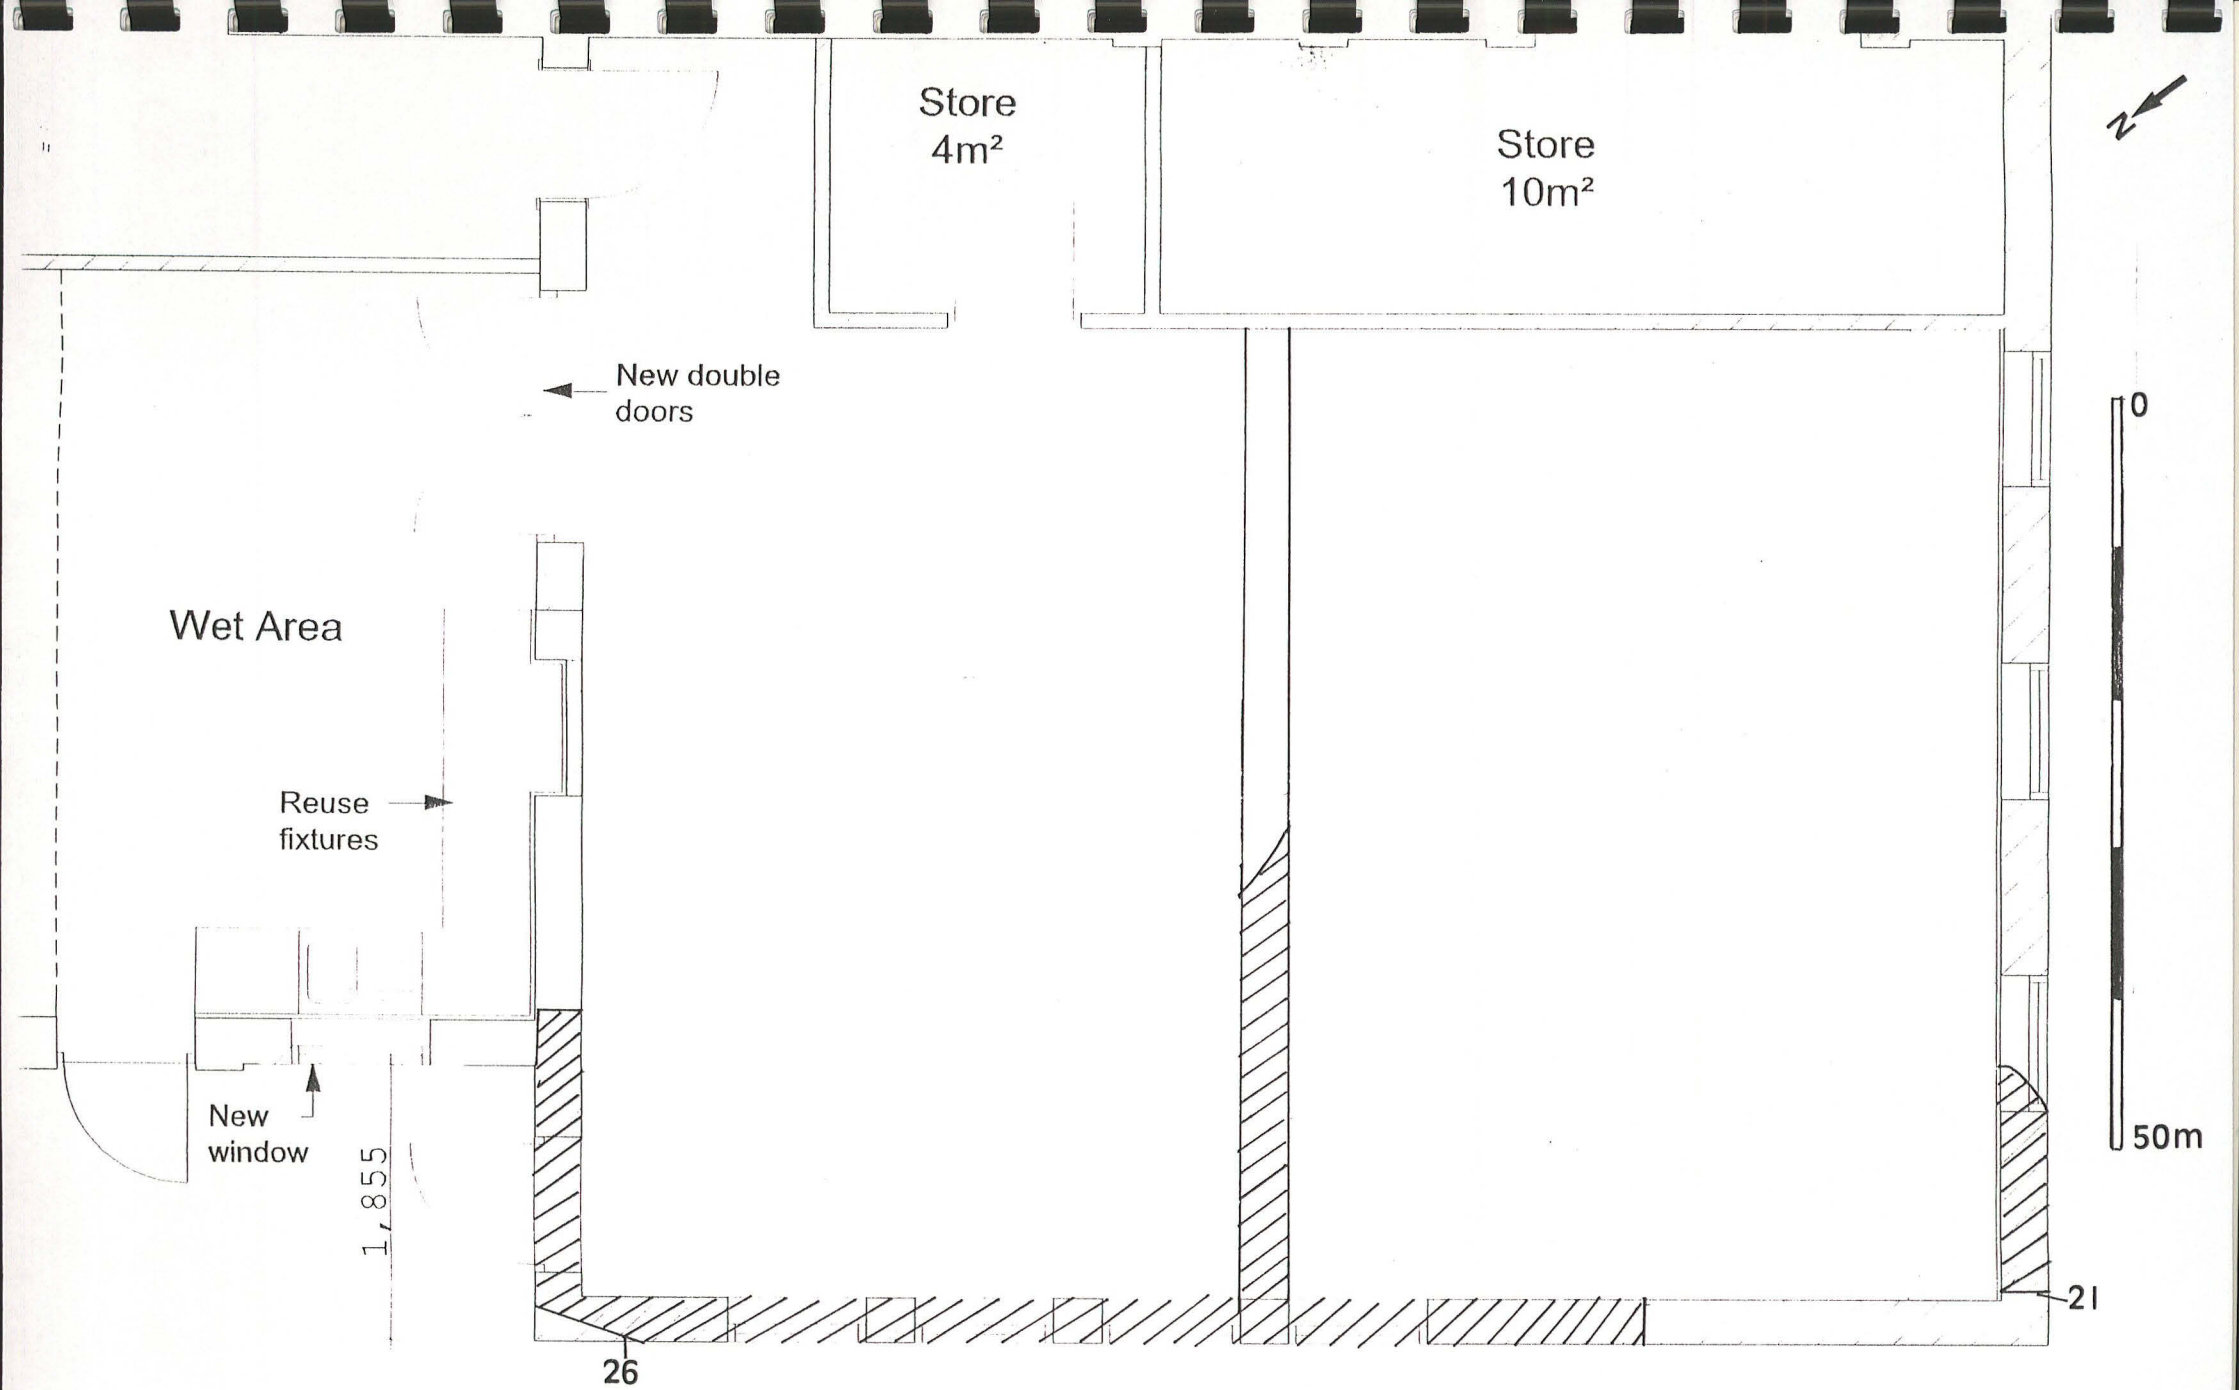 Store
4m²
Store
10m²
N
0
New double
doors
Wet Area
Reuse
fixtures
New
window
1,855
50m
21
26